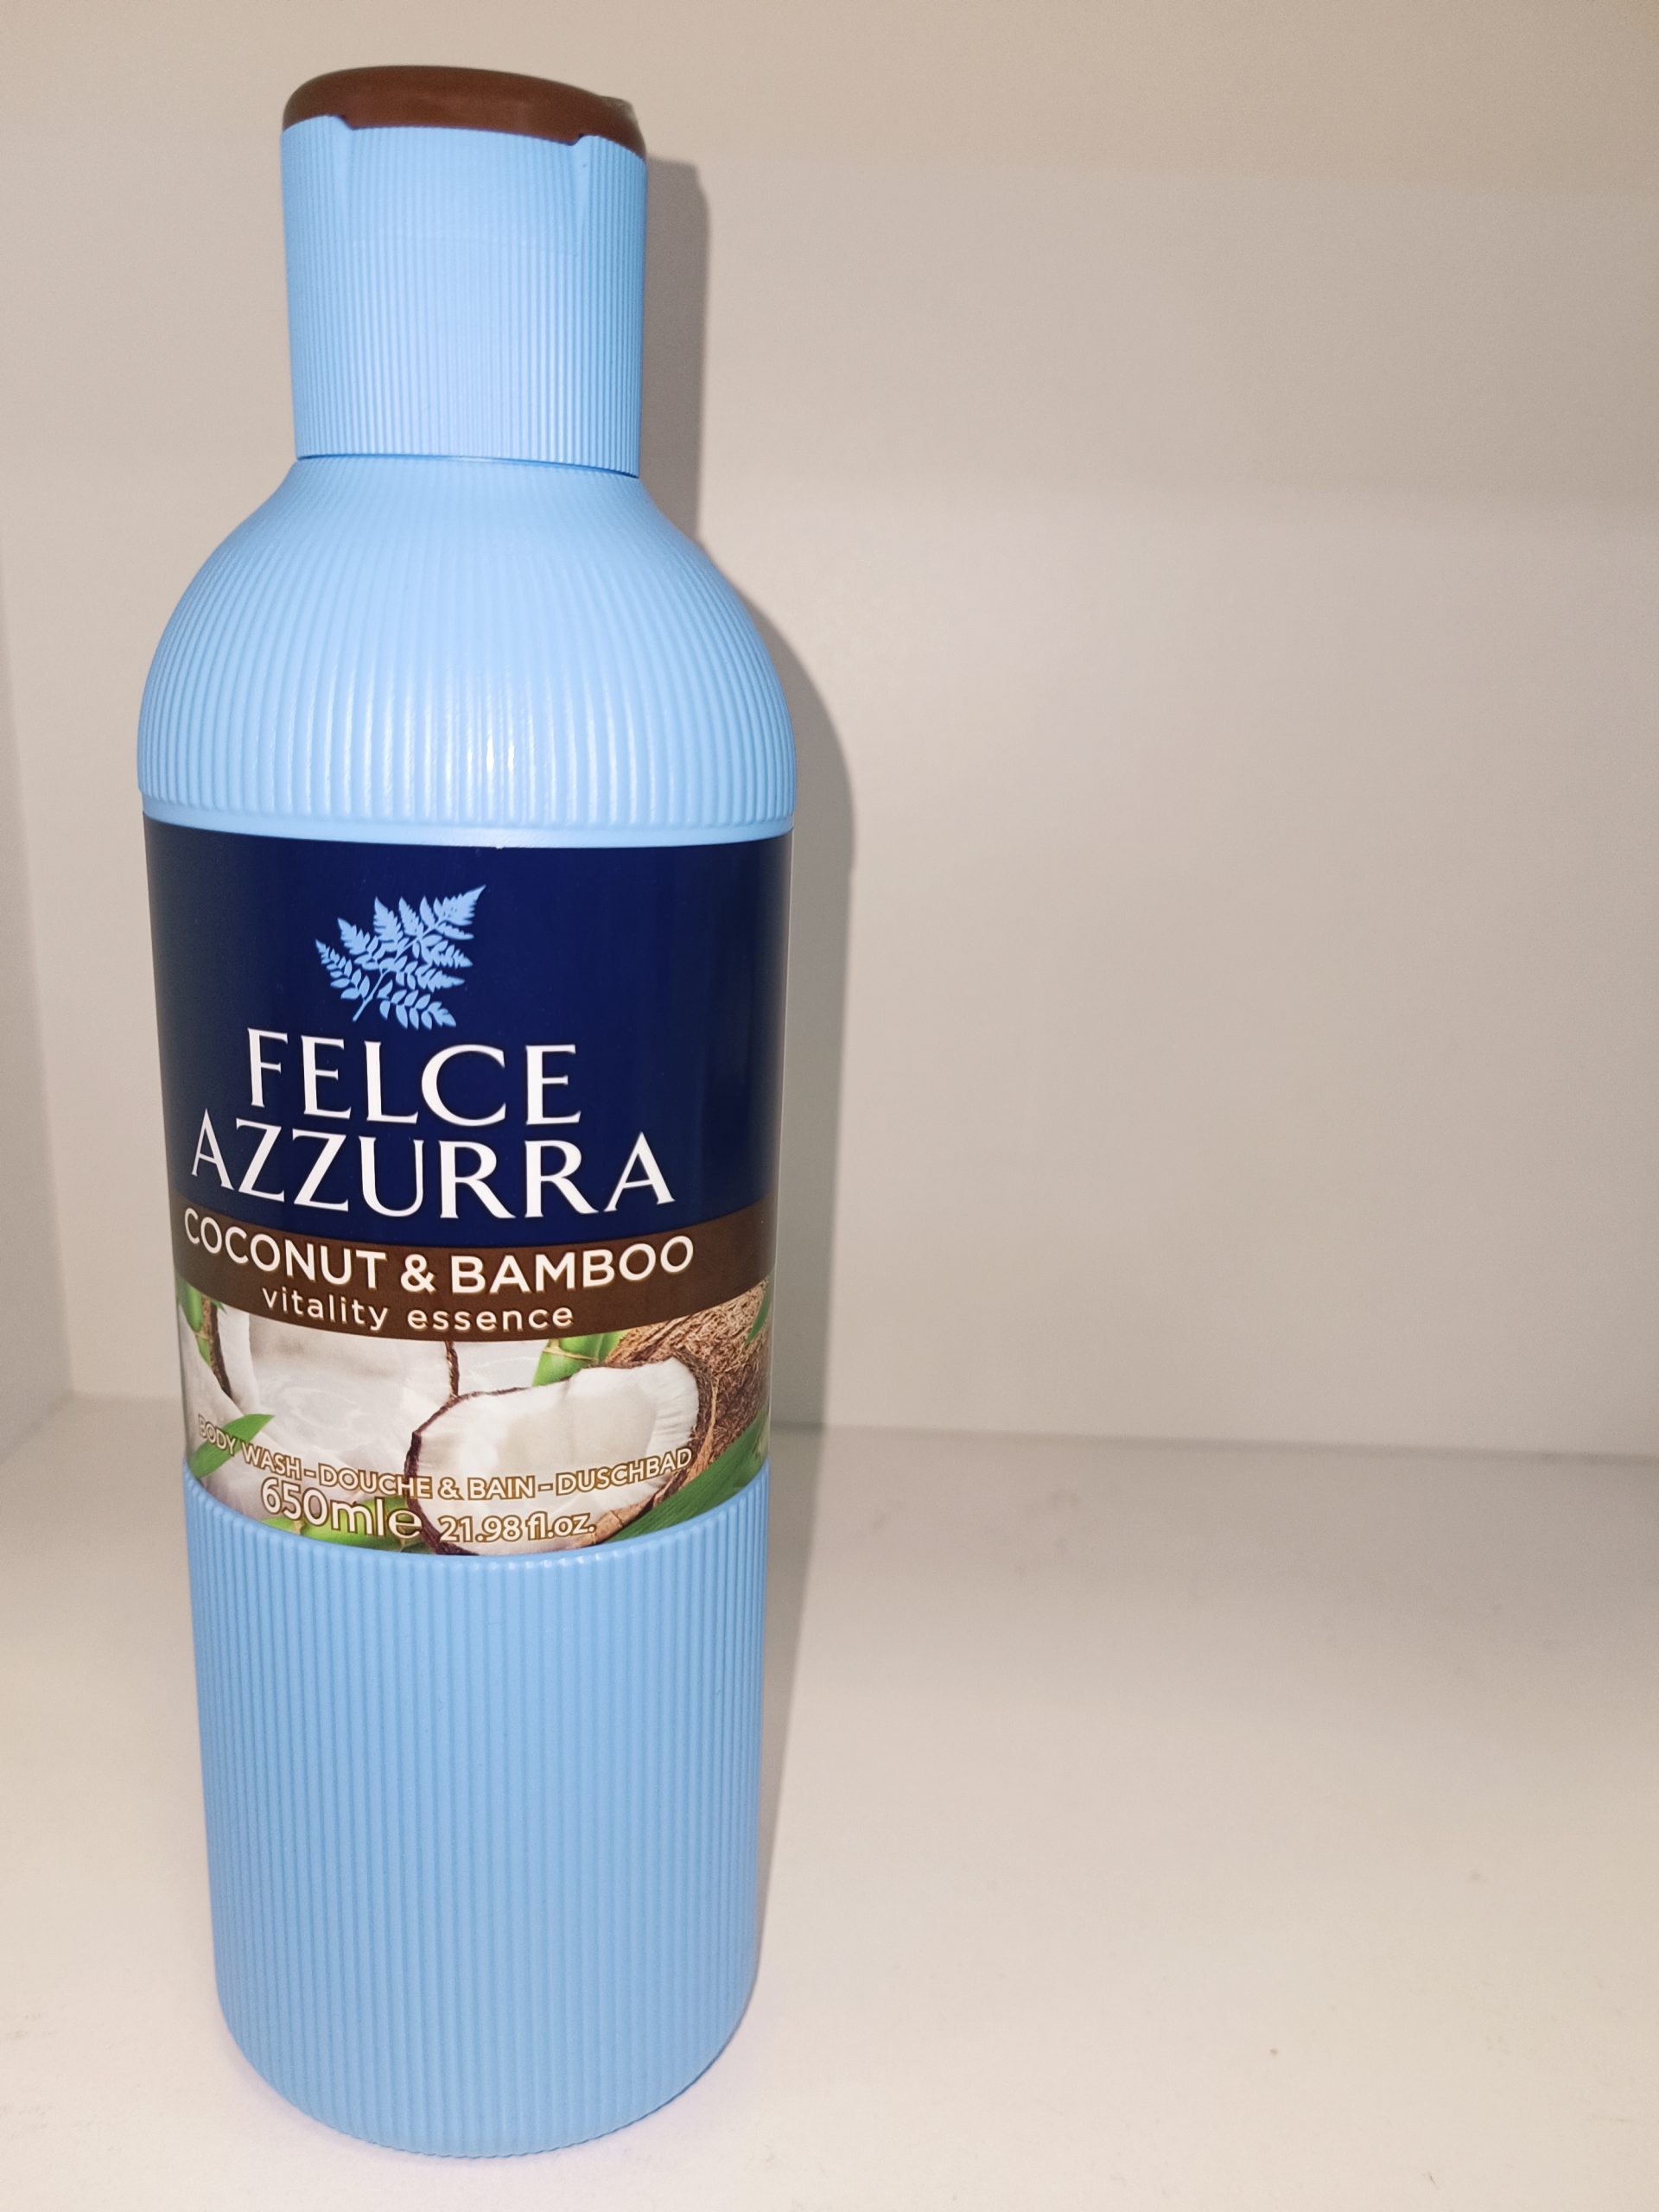 FELCE
AZZURRA
COCONUT & BAMBOO
vitality essence
BODY WASH - DOUCHE & BAIN - DUSCHBAD
650ml e 21.98 fl.oz.